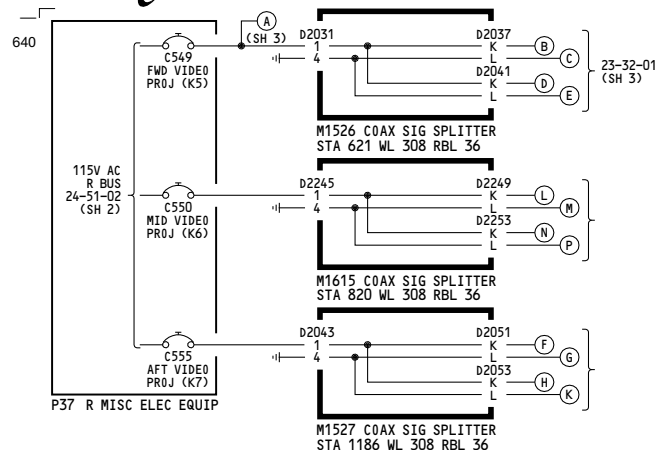 640
A
(SH 3)
C549
FWD VIDEO
PROJ (K5)
D2031
1
4
D2037
K
L
D2041
K
L
B
C
D
E
23-32-01
(SH 3)
M1526 COAX SIG SPLITTER
STA 621 WL 308 RBL 36
115V AC
R BUS
24-51-02
(SH 2)
C550
MID VIDEO
PROJ (K6)
D2245
1
4
D2249
K
L
D2253
K
L
L
M
N
P
M1615 COAX SIG SPLITTER
STA 820 WL 308 RBL 36
C555
AFT VIDEO
PROJ (K7)
D2043
1
4
D2051
K
L
D2053
K
L
F
G
H
K
P37 R MISC ELEC EQUIP
M1527 COAX SIG SPLITTER
STA 1186 WL 308 RBL 36